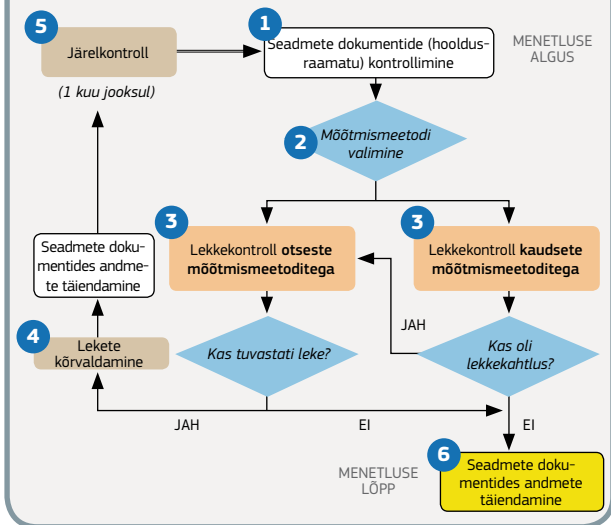 5
Järelkontroll
(1 kuu jooksul)
1
Seadmete dokumentide (hooldus-
raamatu) kontrollimine
MENETLUSE
ALGUS
2
Mõõtmismeetodi
valimine
3
Lekkekontroll otseste
mõõtmismeetoditega
3
Lekkekontroll kaudsete
mõõtmismeetoditega
Seadmete doku-
mentides andme-
te täiendamine
4
Lekete
kõrvaldamine
Kas tuvastati leke?
JAH
Kas oli
lekkekahtlus?
JAH
EI
EI
MENETLUSE
LÕPP
6
Seadmete doku-
mentides andmete
täiendamine